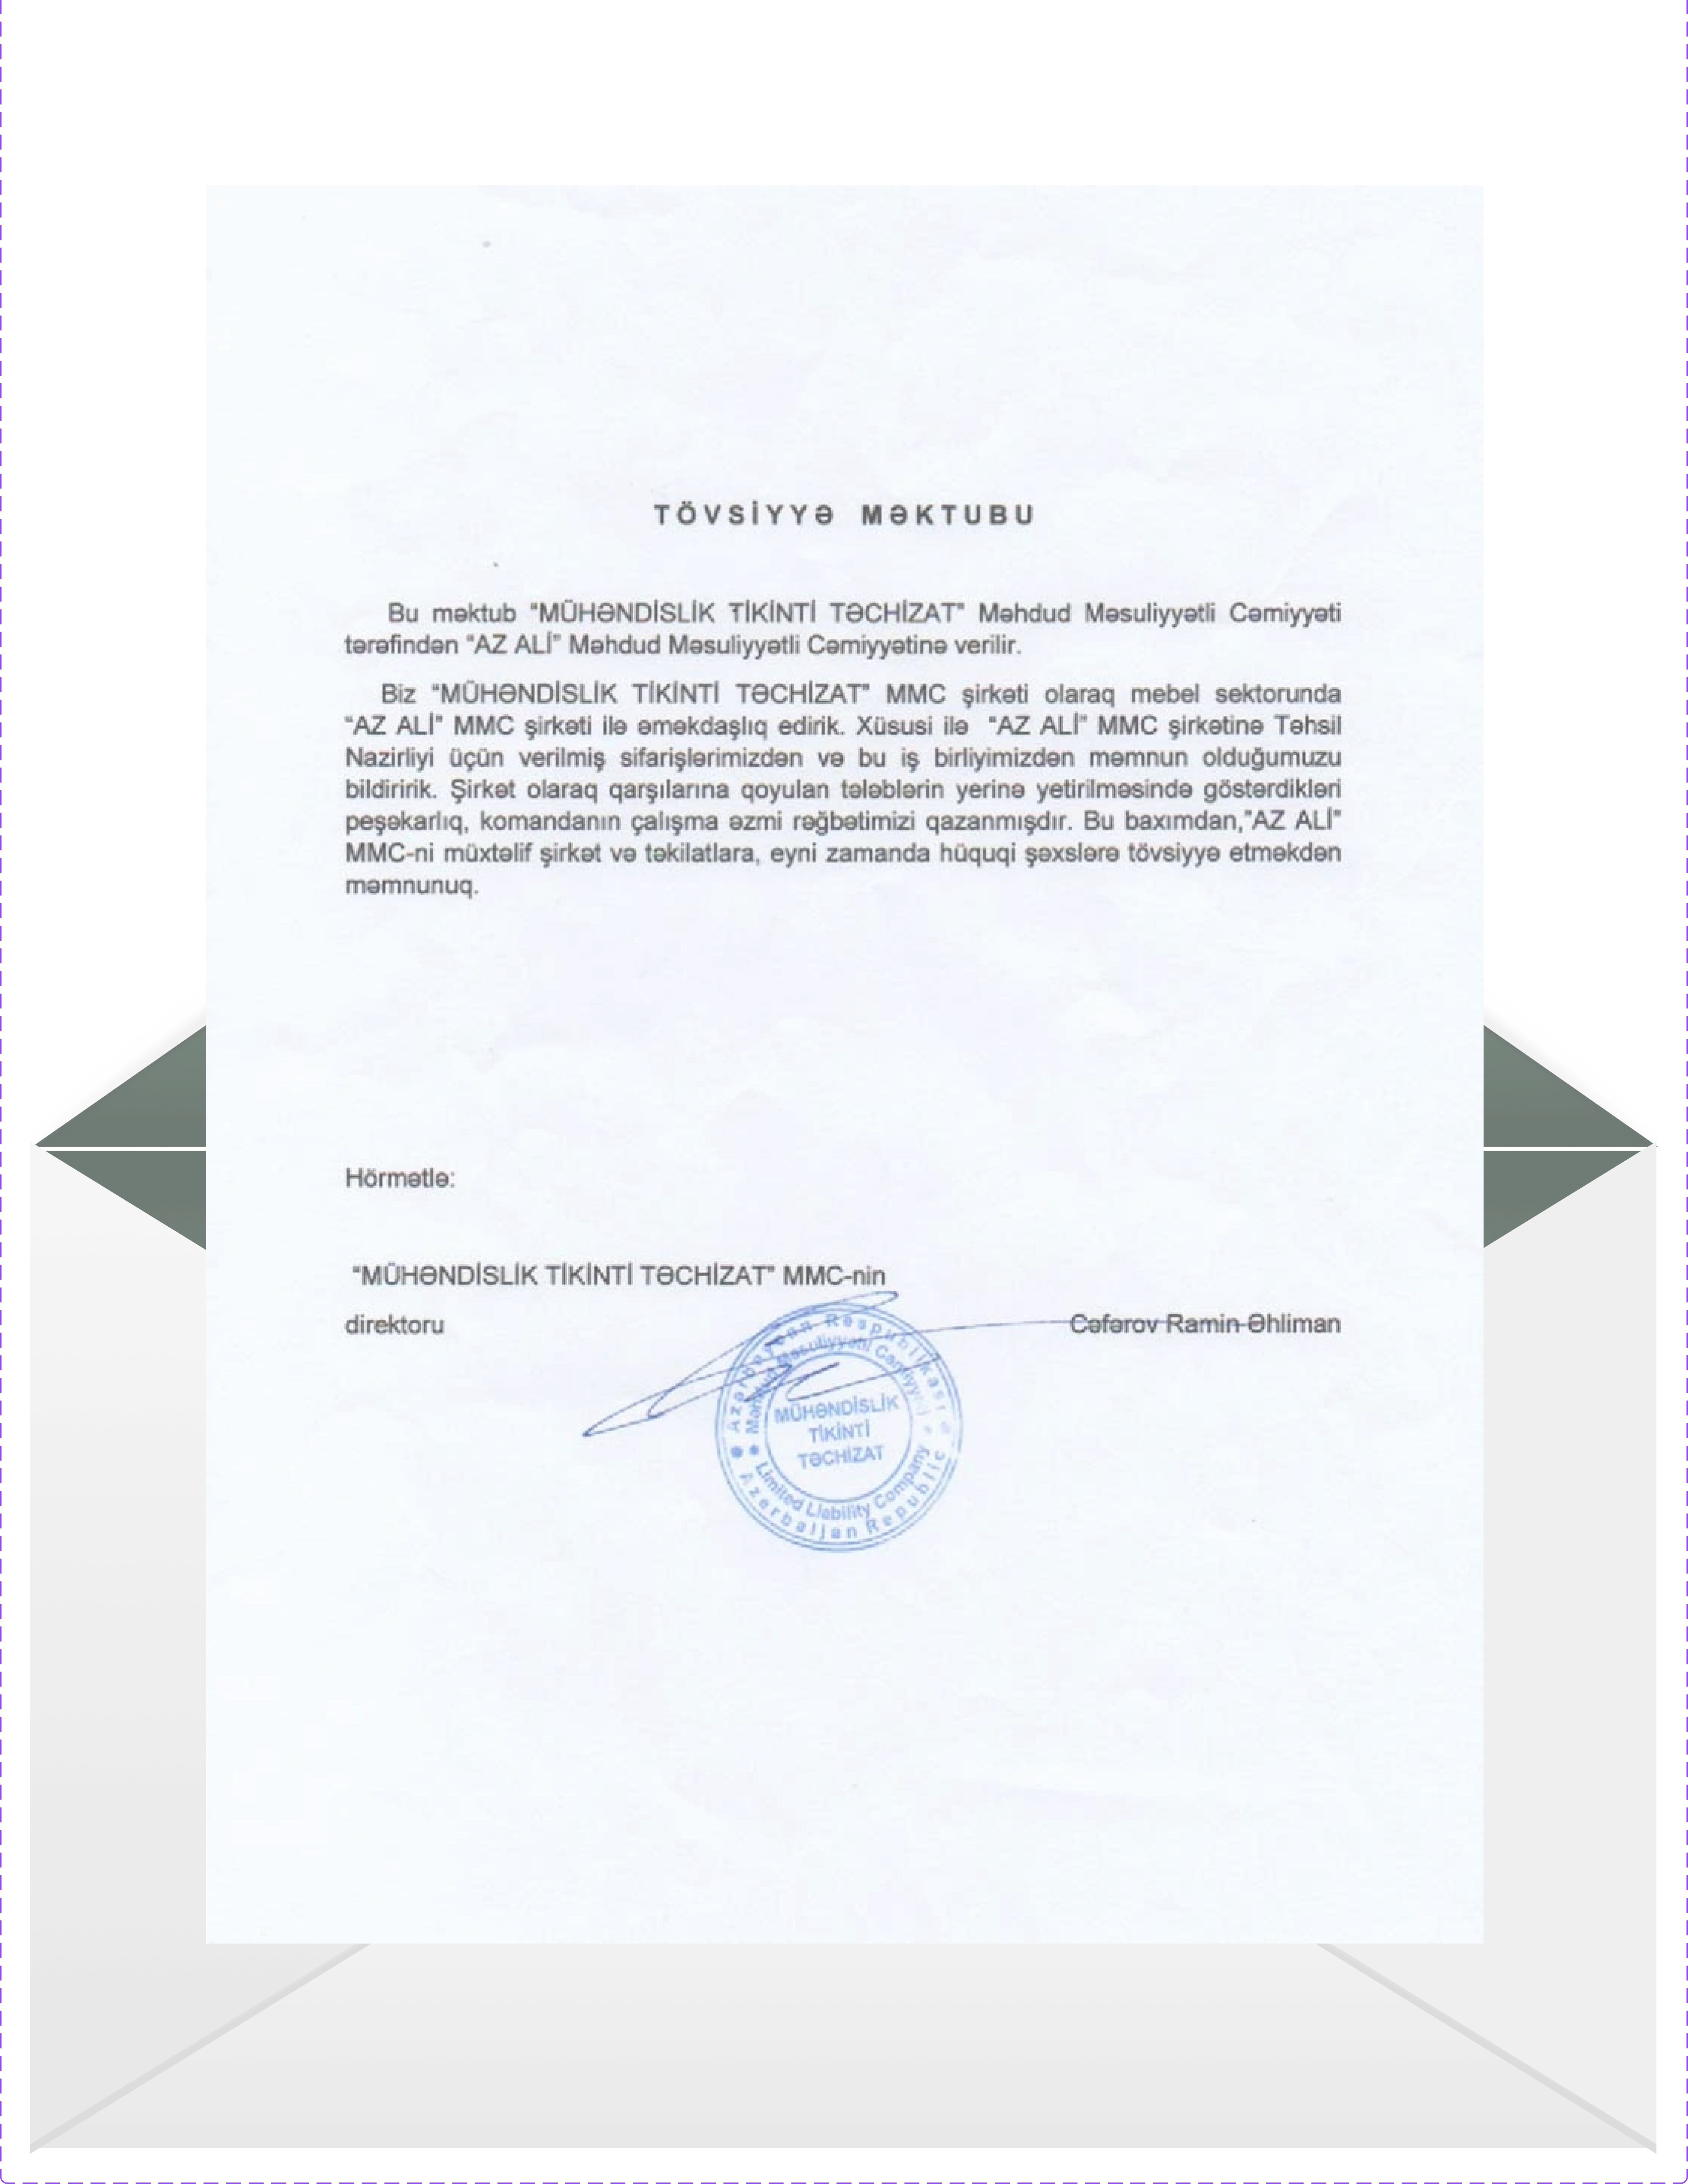 TÖVSİYYƏ MƏKTUBU
Bu məktub “MÜHƏNDİSLİK TİKİNTİ TƏCHİZAT” Məhdud Məsuliyyətli Cəmiyyəti
tərəfindən “AZ ALİ” Məhdud Məsuliyyətli Cəmiyyətinə verilir.
Biz “MÜHƏNDİSLİK TİKİNTİ TƏCHİZAT” MMC şirkəti olaraq mebel sektorunda
“AZ ALİ” MMC şirkəti ilə əməkdaşlıq edirik. Xüsusi ilə “AZ ALİ” MMC şirkətinə Təhsil
Nazirliyi üçün verilmiş sifarişlərimizdən və bu iş birliyimizdən məmnun olduğumuzu
bildiririk. Şirkət olaraq qarşılarına qoyulan tələblərin yerinə yetirilməsində göstərdikləri
peşəkarlıq, komandanın çalışma əzmi rəğbətimizi qazanmışdır. Bu baxımdan,”AZ ALİ”
MMC-ni müxtəlif şirkət və təkilatlara, eyni zamanda hüquqi şəxslərə tövsiyyə etməkdən
məmnunuq.
Hörmətlə:
“MÜHƏNDİSLİK TİKİNTİ TƏCHİZAT” MMC-nin
direktoru Cəfərov Ramin Əhliman
Azərbaycan Respublikası
Məhdud Məsuliyyətli Cəmiyyəti
MÜHƏNDİSLİK
TİKİNTİ
TƏCHİZAT
Limited Liability Company
Azerbaijan Republic